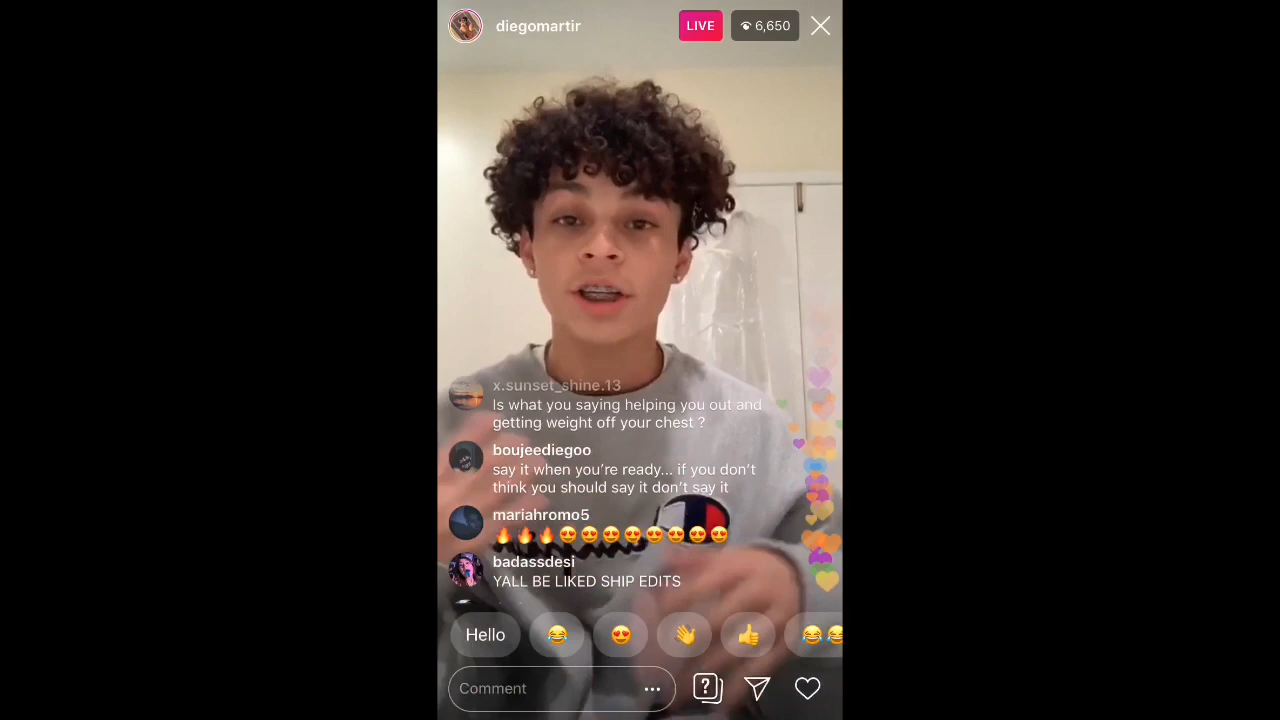 diegomartir
LIVE
6,650
x.sunset_shine.13
Is what you saying helping you out and
getting weight off your chest ?
boujeediegoo
say it when you’re ready... if you don’t
think you should say it don’t say it
mariahromo5
🔥🔥🔥😍😍😍😍😍😍😍😍
badassdesi
YALL BE LIKED SHIP EDITS
Hello 😂 😍 👋 👍 😂😂
Comment